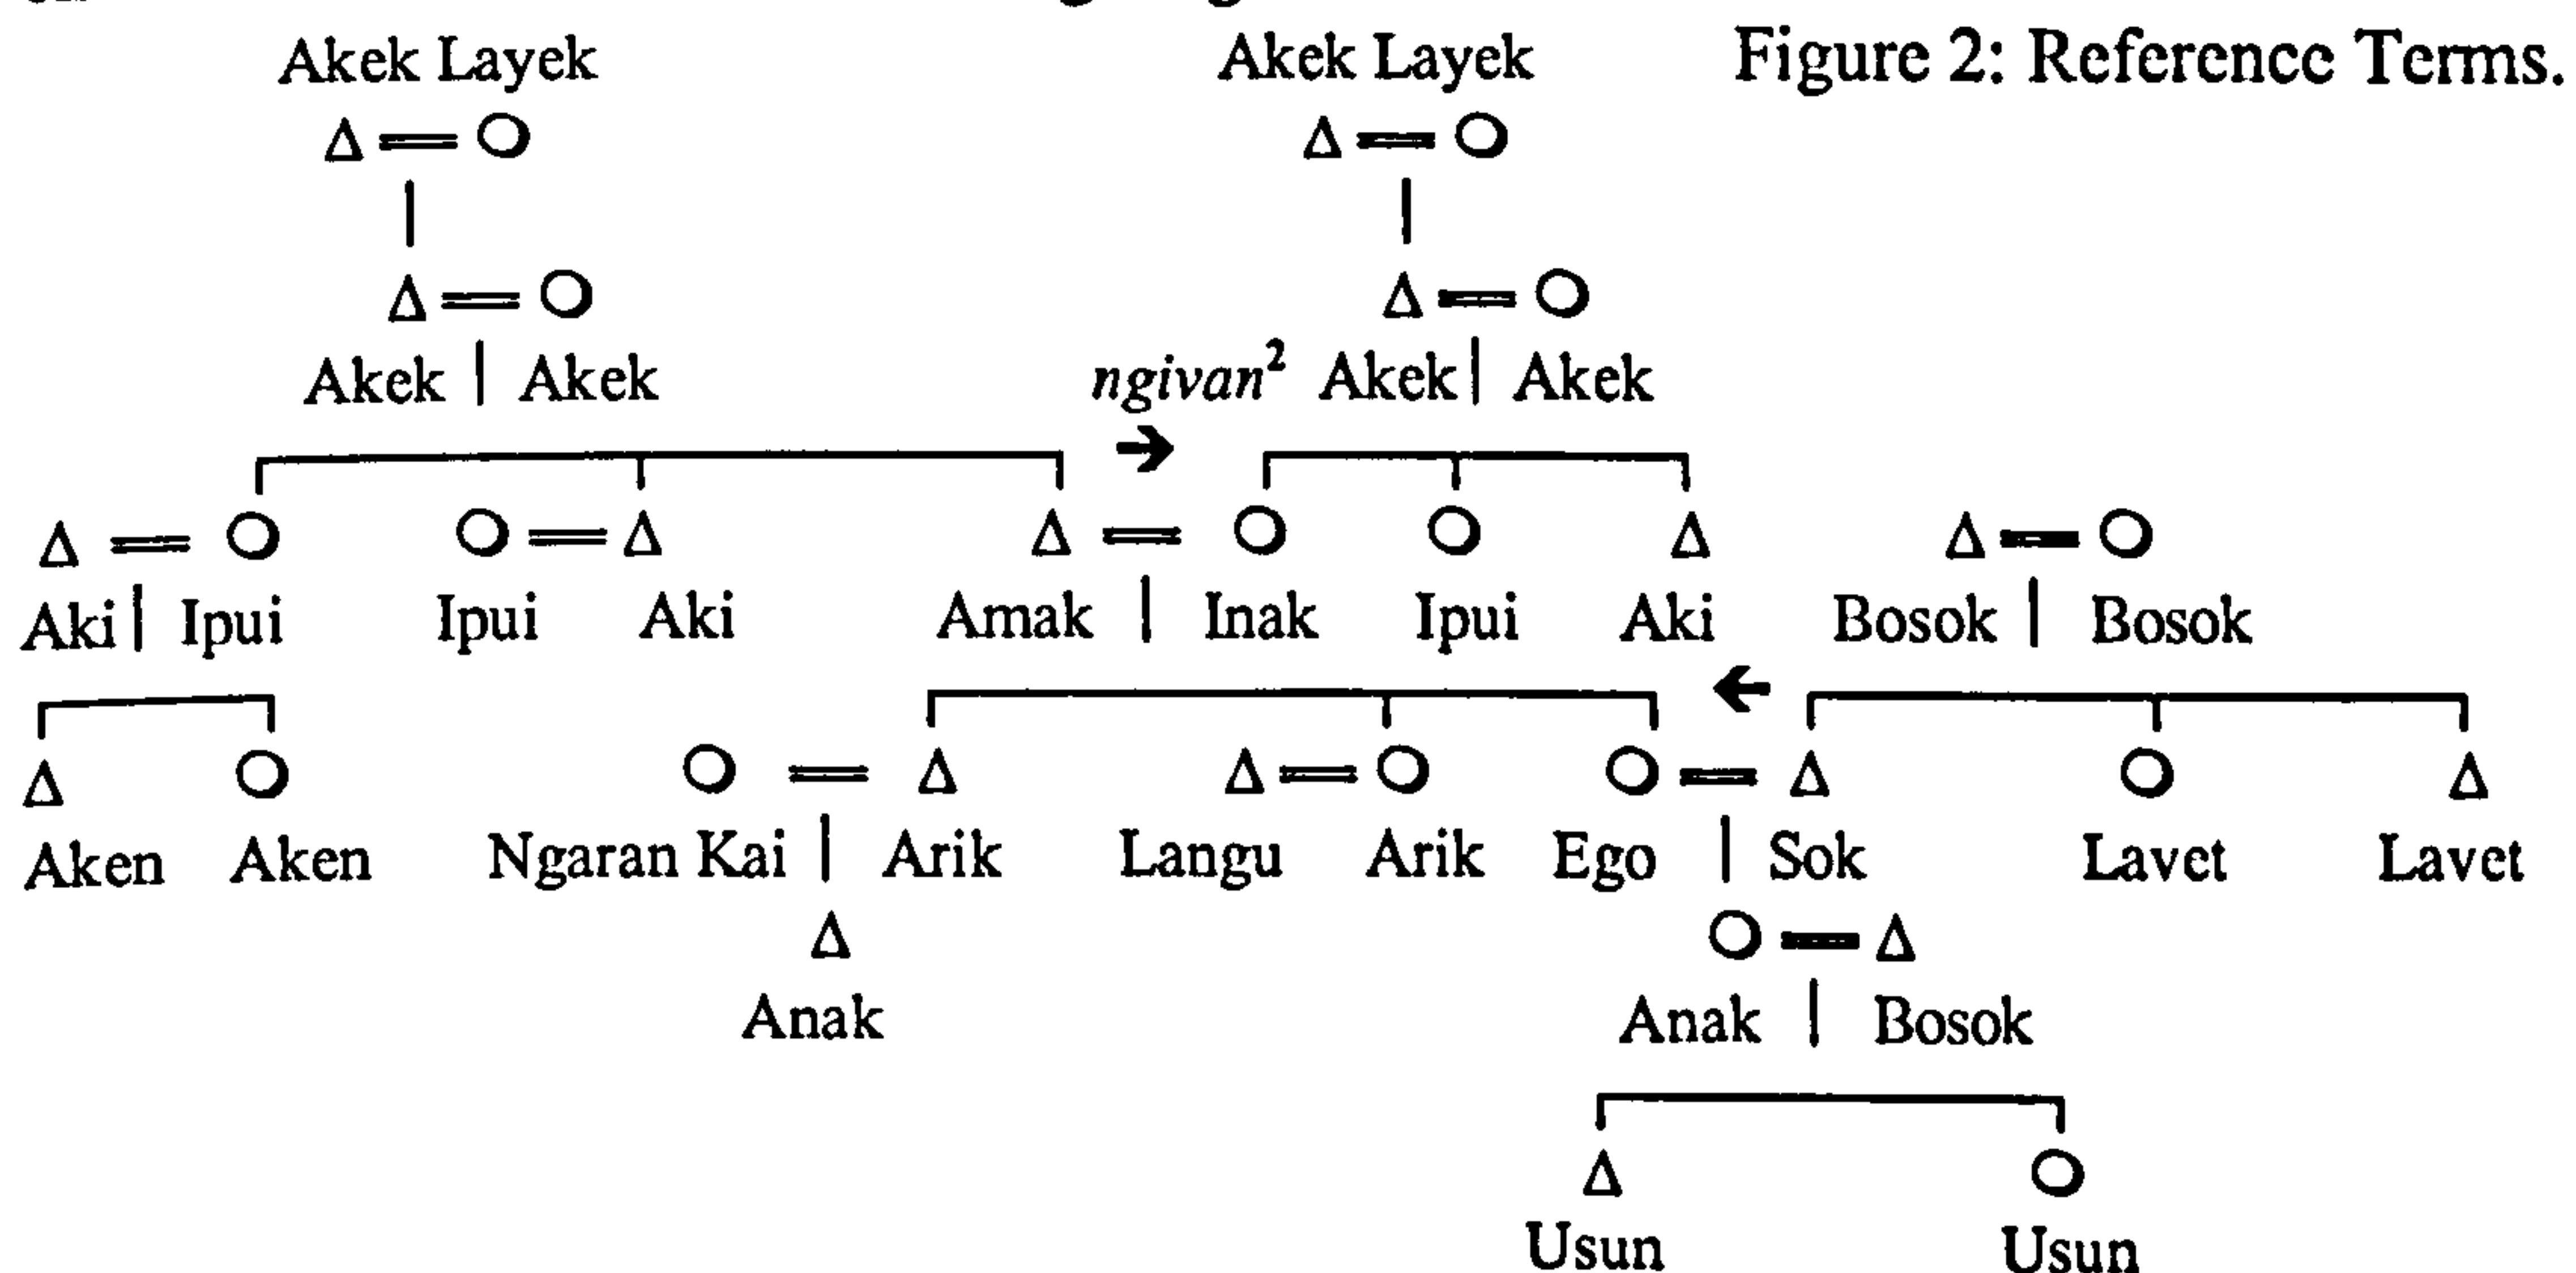 Akek Layek Akek Layek Figure 2: Reference Terms.
Akek Akek ngivan² Akek Akek
Aki Ipui Ipui Aki Amak Inak Ipui Aki Bosok Bosok
Aken Aken Ngaran Kai Arik Langu Arik Ego Sok Lavet Lavet
Anak Anak Bosok
Usun Usun